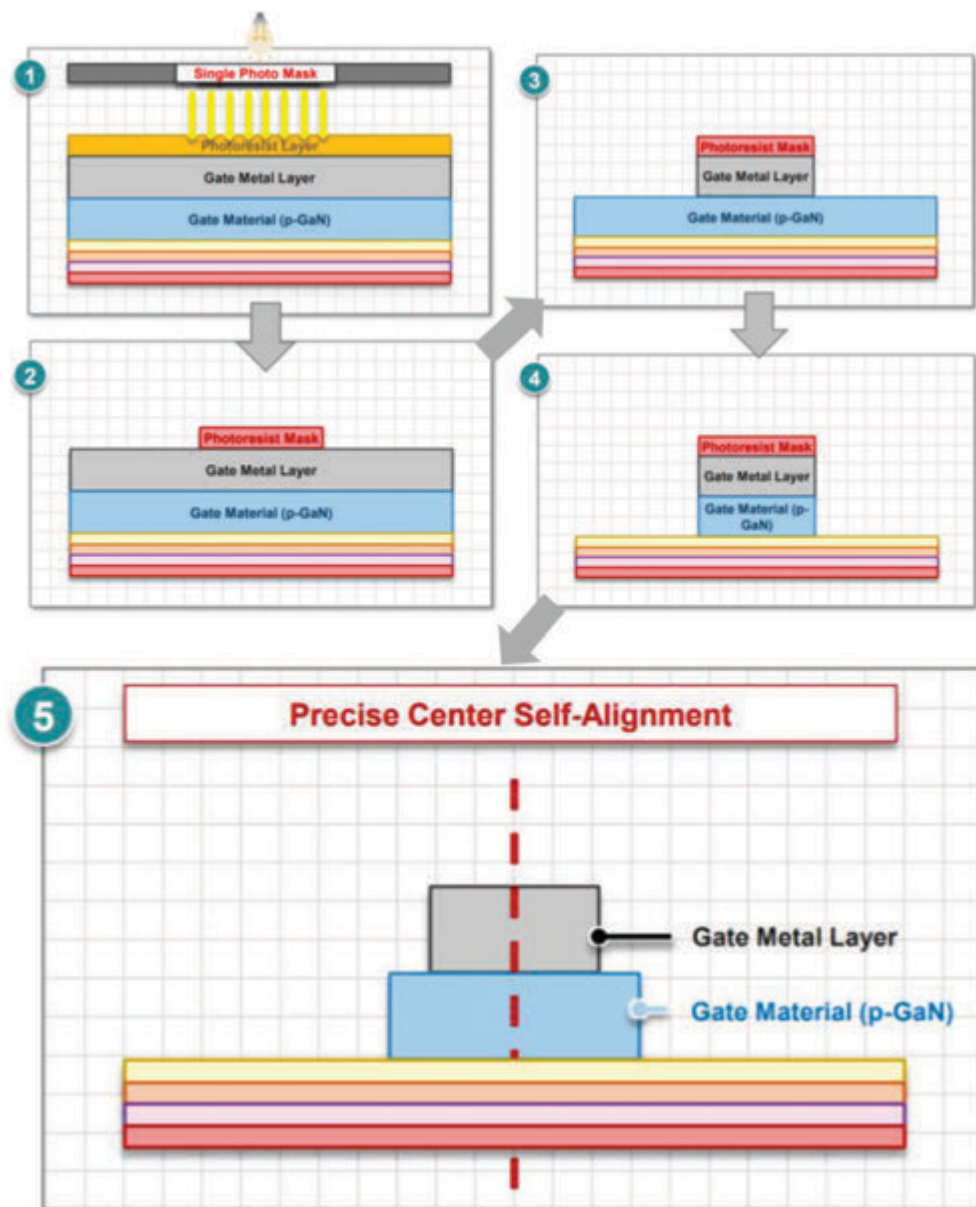 1
Single Photo Mask
Photoresist Layer
Gate Metal Layer
Gate Material (p-GaN)
2
Photoresist Mask
Gate Metal Layer
Gate Material (p-GaN)
3
Photoresist Mask
Gate Metal Layer
Gate Material (p-GaN)
4
Photoresist Mask
Gate Metal Layer
Gate Material (p-
GaN)
5
Precise Center Self-Alignment
Gate Metal Layer
Gate Material (p-GaN)